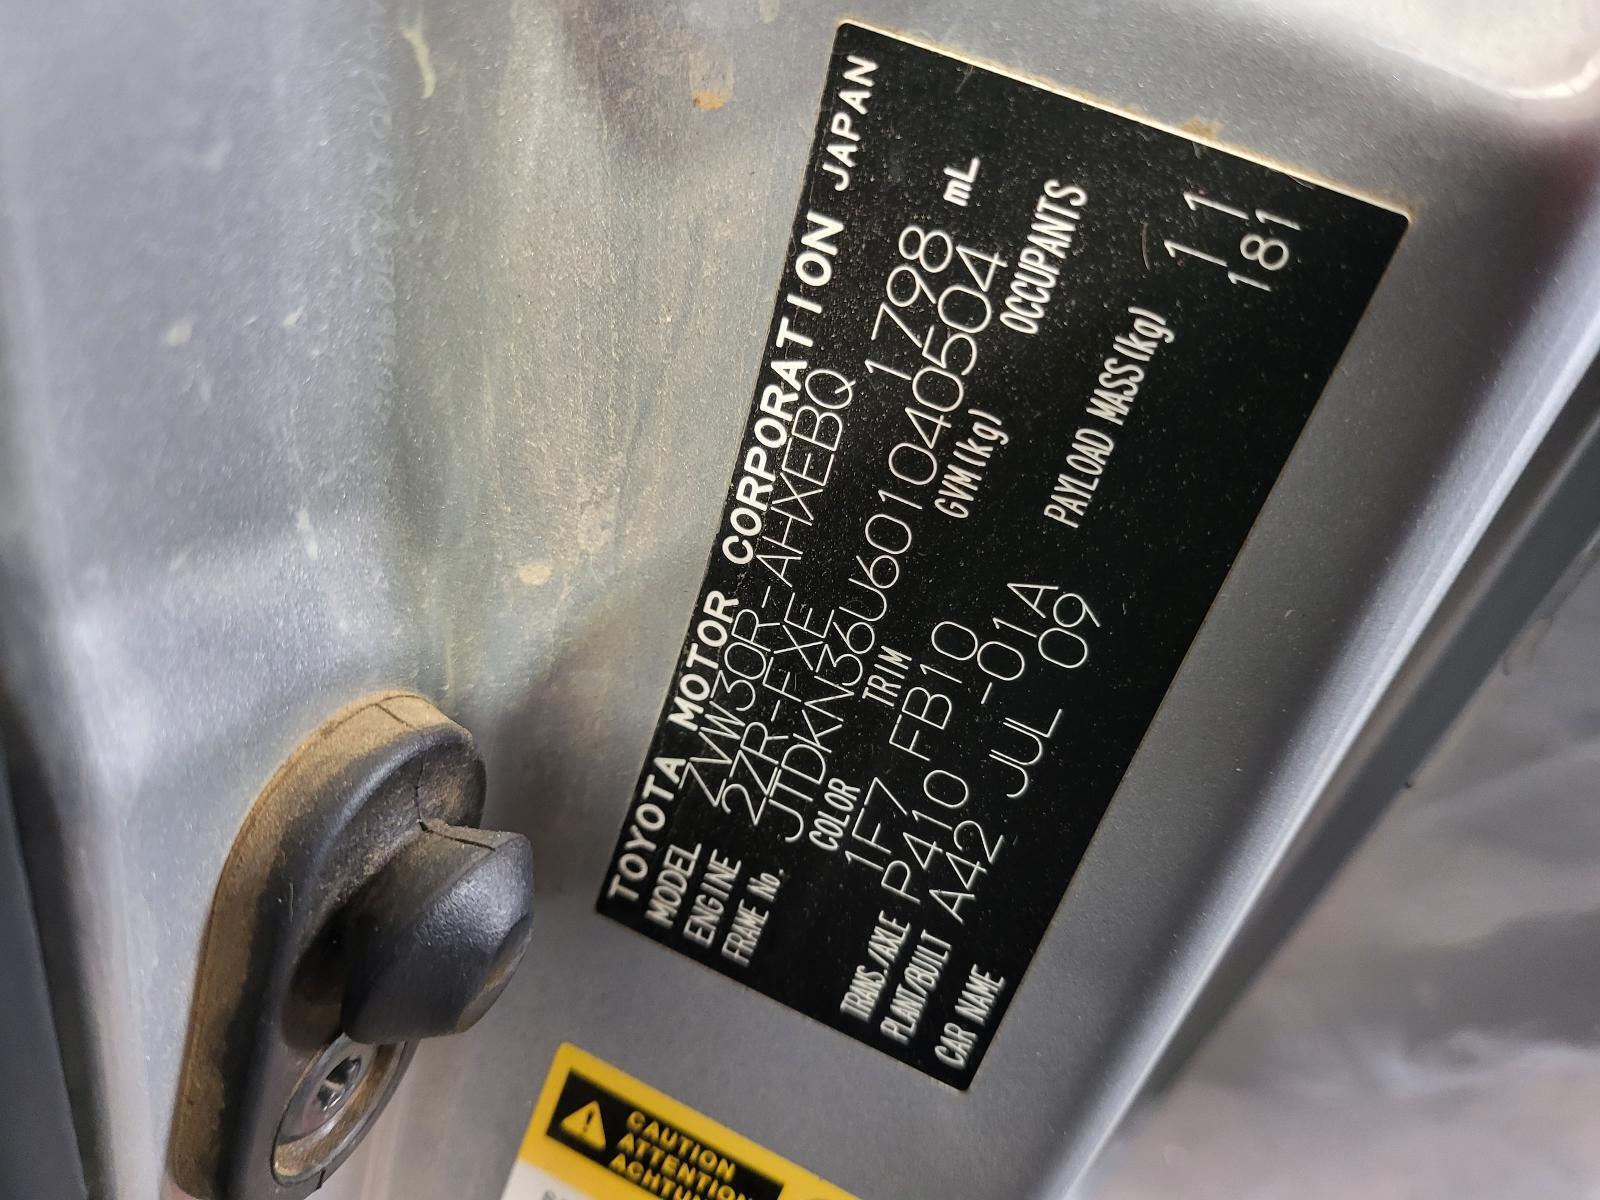 TOYOTA MOTOR CORPORATION JAPAN
MODEL ZVW30R-AHXEBQ
ENGINE 2ZR-FXE 1798 mL
FRAME No. JTDKN36U601040504
COLOR TRIM GVM(kg) OCCUPANTS
1F7 FB10
TRANS./AXLE P410 -01A PAYLOAD MASS(kg) 1 1
PLANT/BUILT A42 JUL 09 181
CAR NAME
CAUTION
ATTENTION